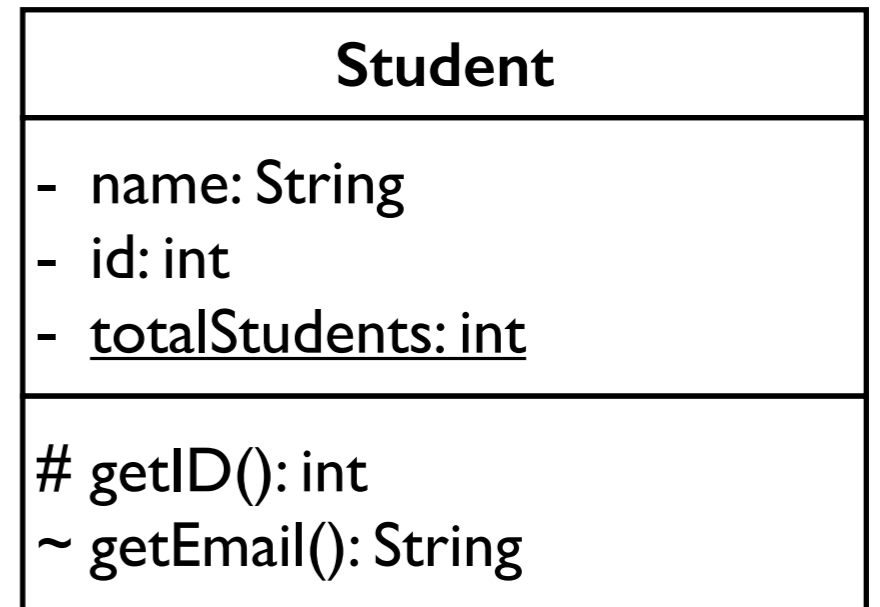 Student
- name: String
- id: int
- totalStudents: int
# getID(): int
~ getEmail(): String